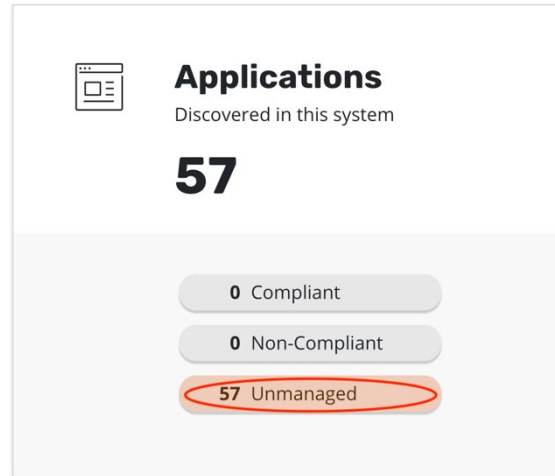 Applications
Discovered in this system
57
0 Compliant
0 Non-Compliant
57 Unmanaged